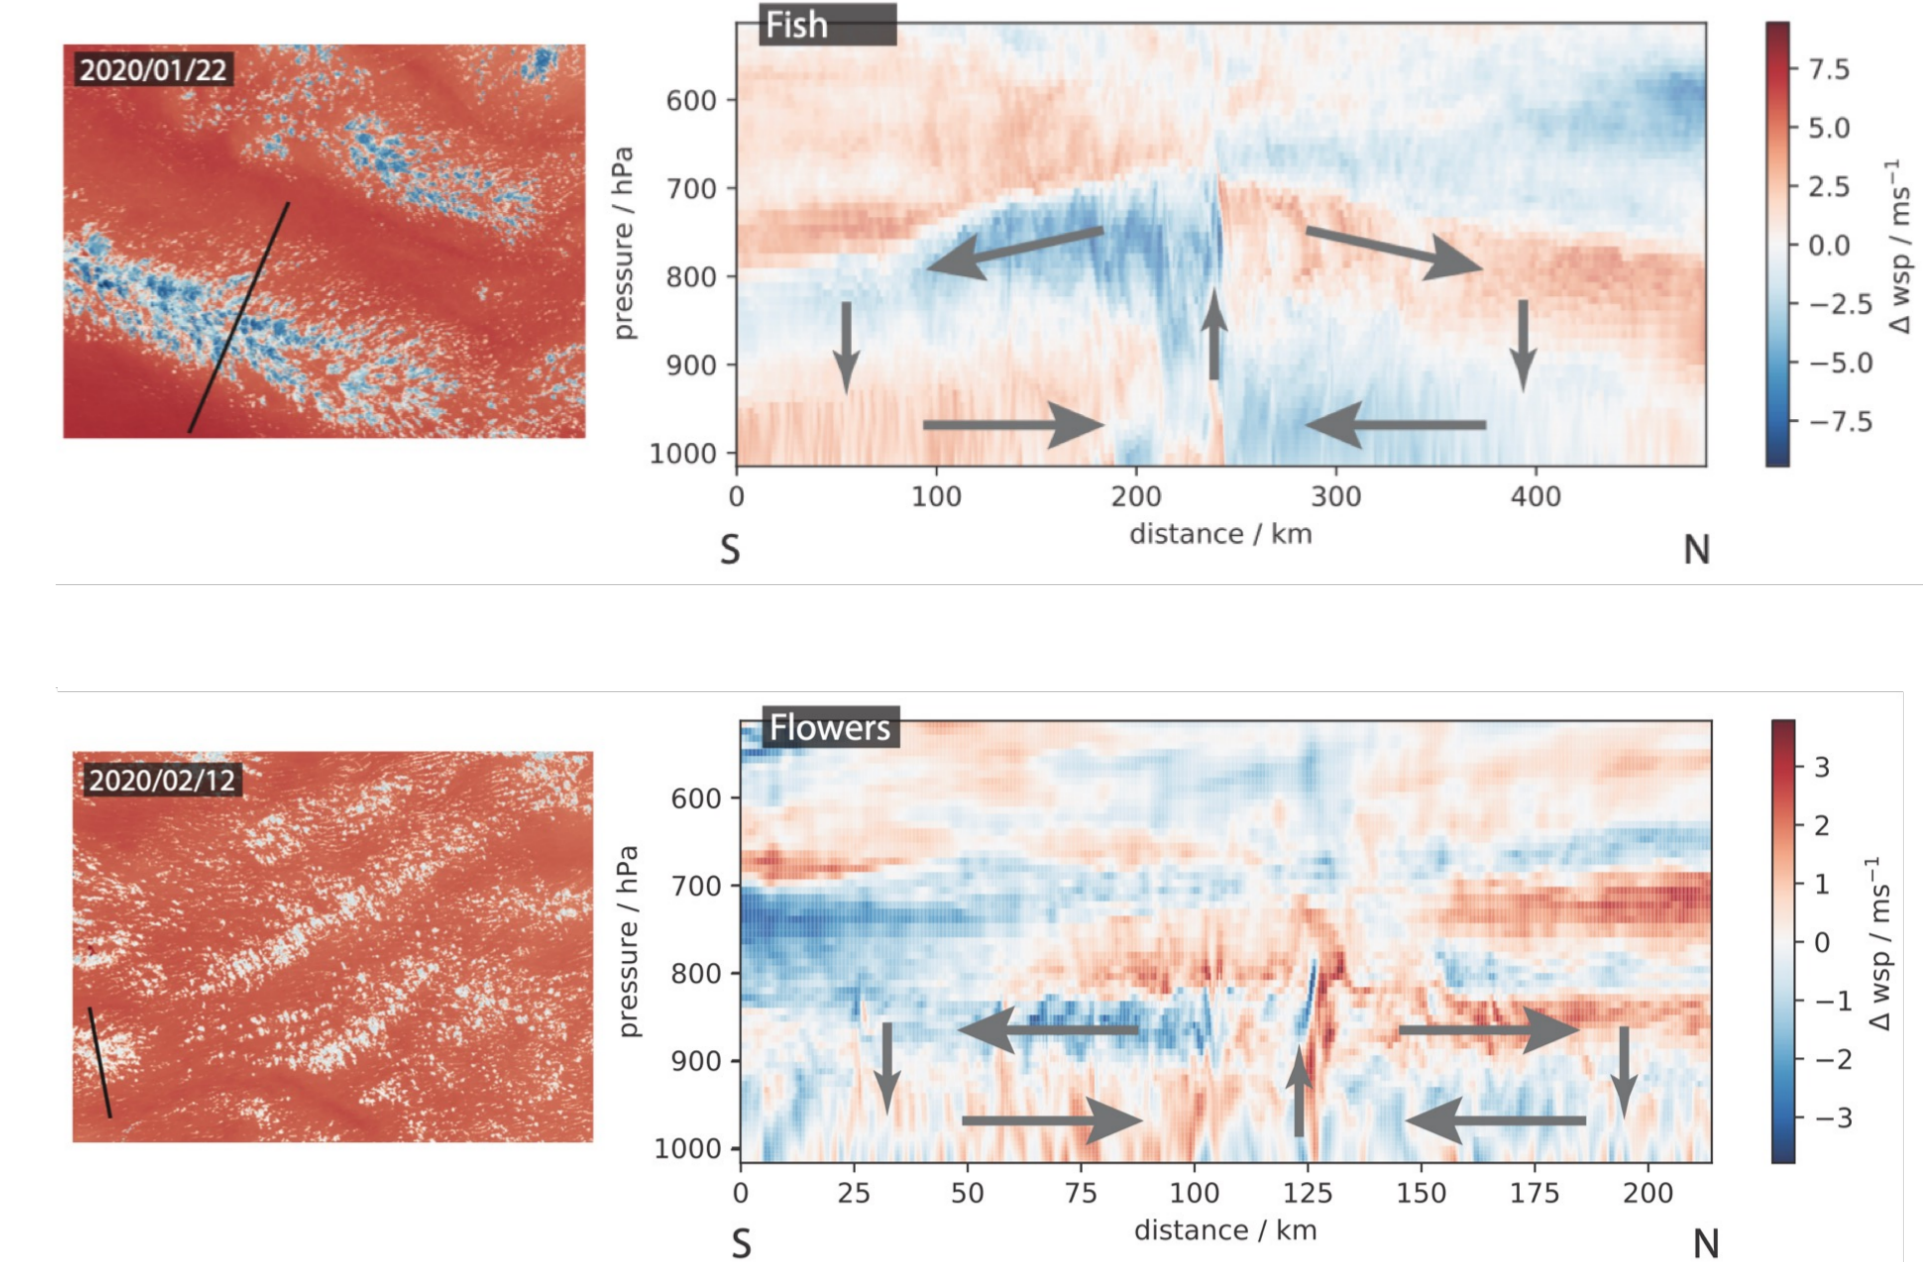 Fish
2020/01/22
600
700
800
900
1000
pressure / hPa
0 100 200 300 400
distance / km
S N
7.5
5.0
2.5
0.0
−2.5
−5.0
−7.5
Δ wsp / ms⁻¹
Flowers
2020/02/12
600
700
800
900
1000
pressure / hPa
0 25 50 75 100 125 150 175 200
distance / km
S N
3
2
1
0
−1
−2
−3
Δ wsp / ms⁻¹